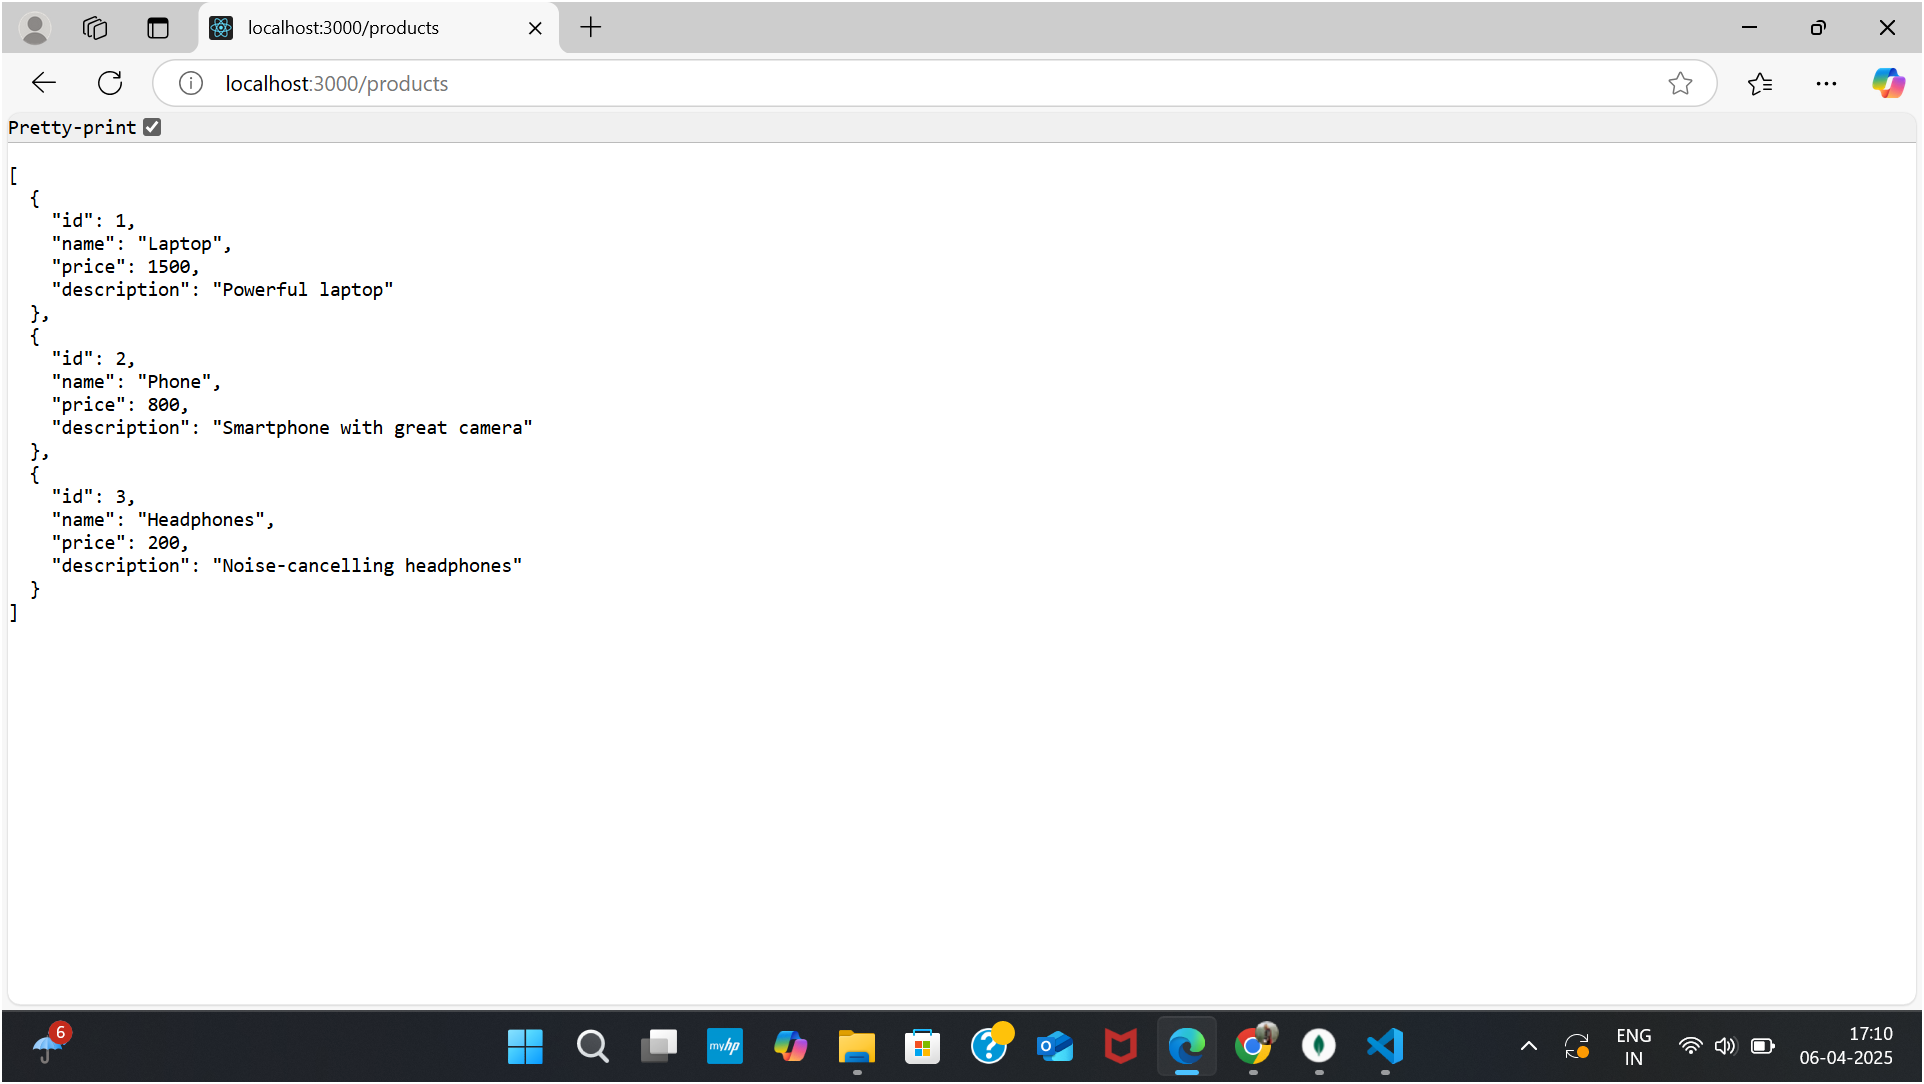 localhost:3000/products
localhost:3000/products
Pretty-print
[
  {
    "id": 1,
    "name": "Laptop",
    "price": 1500,
    "description": "Powerful laptop"
  },
  {
    "id": 2,
    "name": "Phone",
    "price": 800,
    "description": "Smartphone with great camera"
  },
  {
    "id": 3,
    "name": "Headphones",
    "price": 200,
    "description": "Noise-cancelling headphones"
  }
]
6
myhp
ENG
IN
17:10
06-04-2025